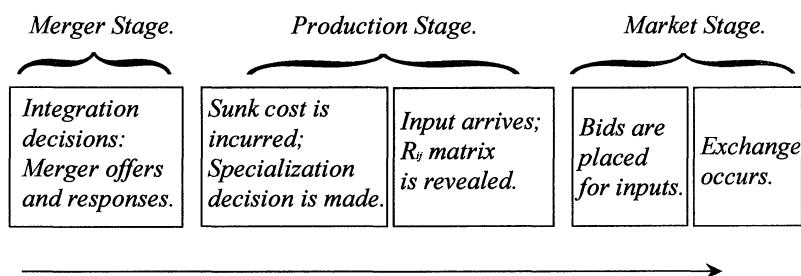 Merger Stage.
Production Stage.
Market Stage.
Integration
decisions:
Merger offers
and responses.
Sunk cost is
incurred;
Specialization
decision is made.
Input arrives;
Rᵢⱼ matrix
is revealed.
Bids are
placed
for inputs.
Exchange
occurs.